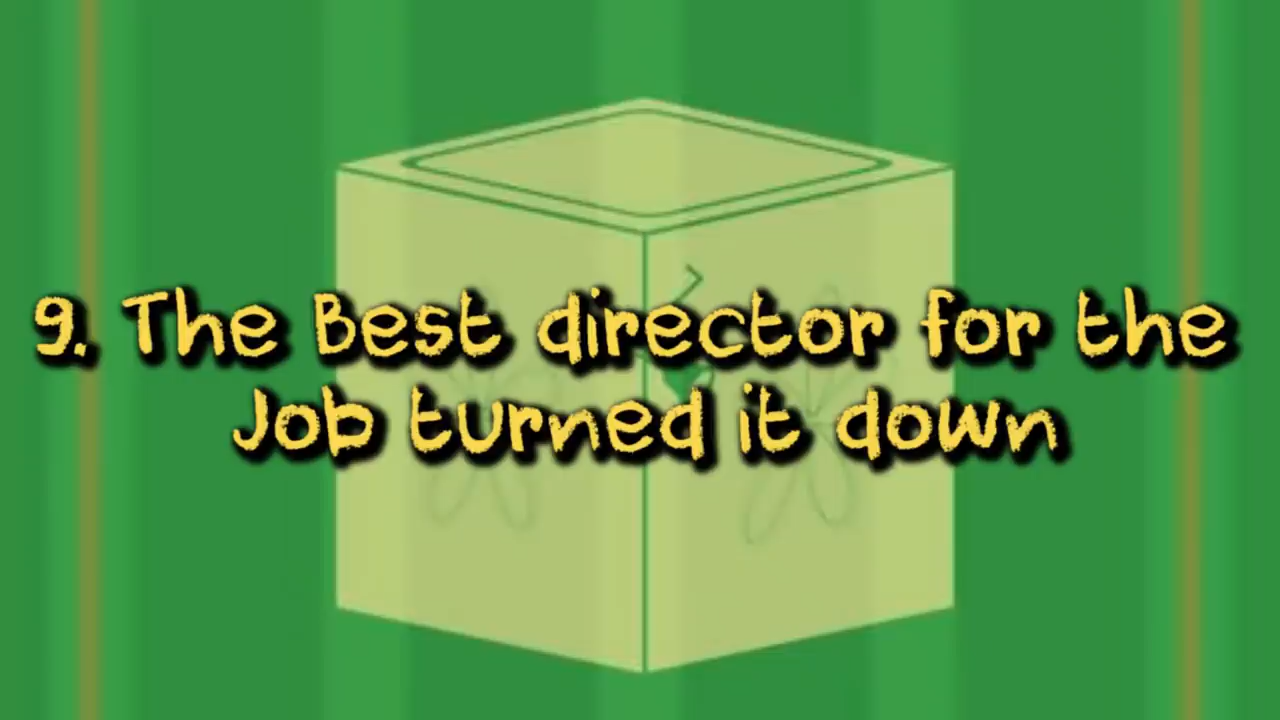 9. The Best director for the
Job turned it down